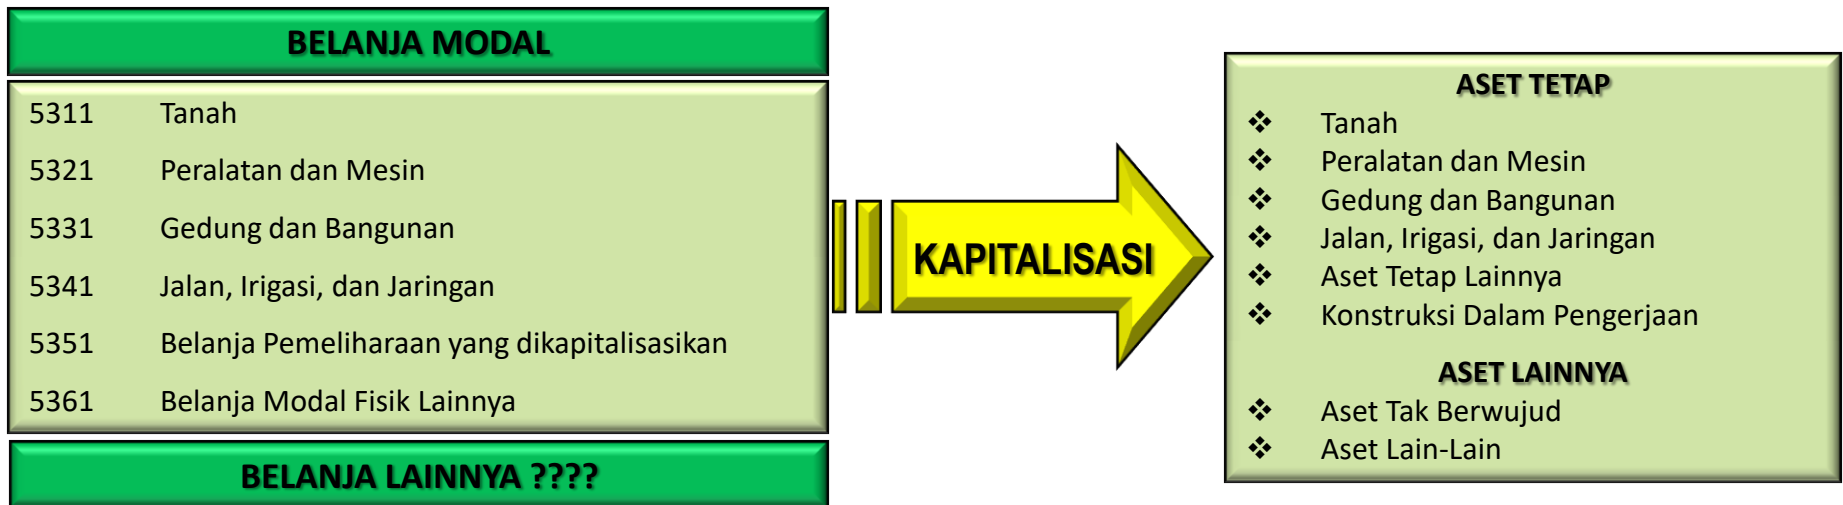 BELANJA MODAL
5311 Tanah
5321 Peralatan dan Mesin
5331 Gedung dan Bangunan
5341 Jalan, Irigasi, dan Jaringan
5351 Belanja Pemeliharaan yang dikapitalisasikan
5361 Belanja Modal Fisik Lainnya
BELANJA LAINNYA ????
KAPITALISASI
ASET TETAP
❖ Tanah
❖ Peralatan dan Mesin
❖ Gedung dan Bangunan
❖ Jalan, Irigasi, dan Jaringan
❖ Aset Tetap Lainnya
❖ Konstruksi Dalam Pengerjaan
ASET LAINNYA
❖ Aset Tak Berwujud
❖ Aset Lain-Lain